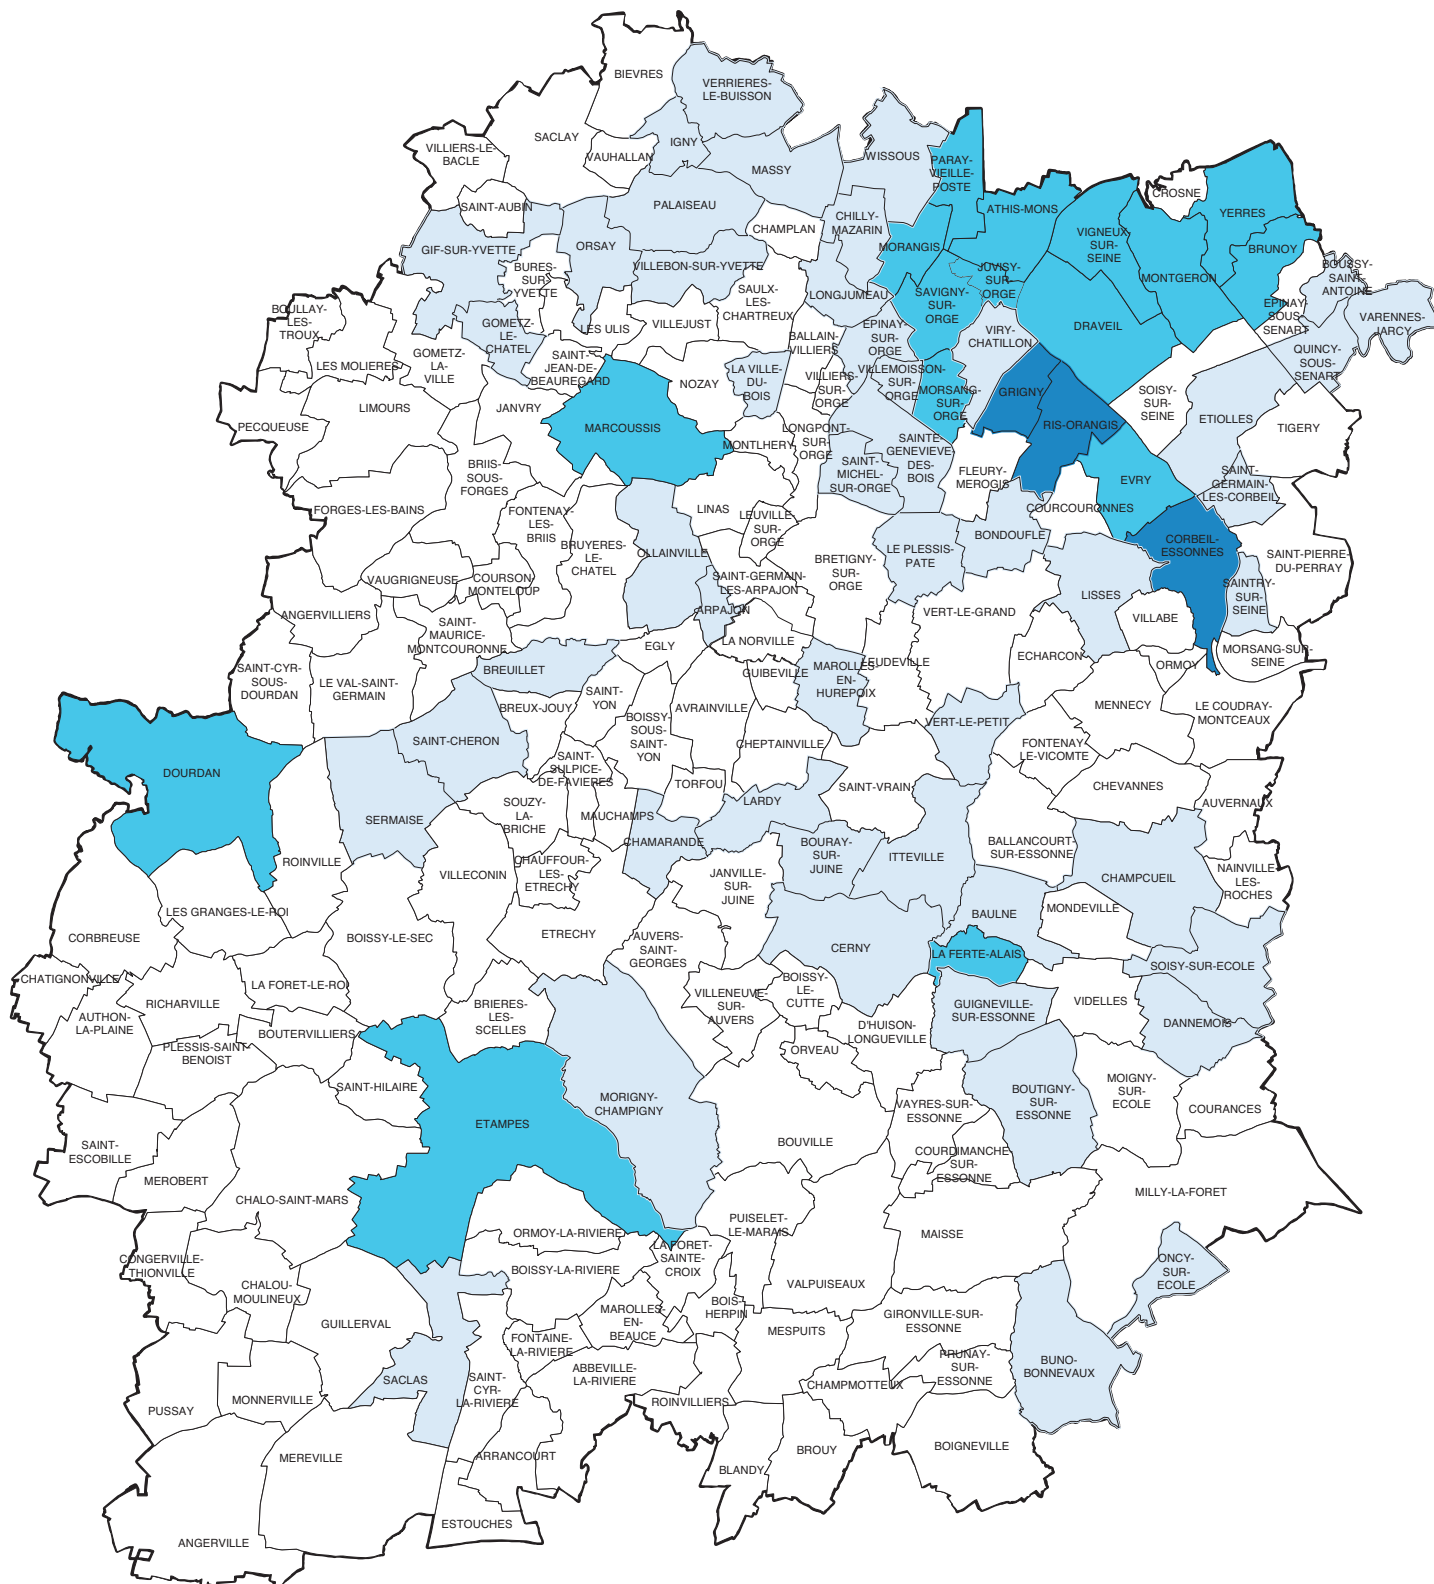 BIEVRES
VERRIERES-
LE-BUISSON
SACLAY
IGNY
VAUHALLAN
VILLIERS-LE-
BACLE
MASSY
WISSOUS
PARAY-
VIEILLE-
POSTE
CROSNE
SAINT-AUBIN
PALAISEAU
CHAMPLAN
CHILLY-
MAZARIN
ATHIS-MONS
YERRES
GIF-SUR-YVETTE
ORSAY
MORANGIS
VIGNEUX-
SUR-
SEINE
BRUNOY
BURES-
SUR-
YVETTE
VILLEBON-SUR-YVETTE
JUVISY-
SUR-
ORGE
MONTGERON
BOUSSY-
SAINT-
ANTOINE
SAULX-
LES-
CHARTREUX
LONGJUMEAU
SAVIGNY-
SUR-
ORGE
EPINAY-
SOUS-
SENART
VARENNES-
JARCY
BOULLAY-
LES-
TROUX
GOMETZ-
LE-
CHATEL
LES ULIS
VILLEJUST
BALLAIN-
VILLIERS
EPINAY-
SUR-
ORGE
VIRY-
CHATILLON
DRAVEIL
QUINCY-
SOUS-
SENART
LES MOLIERES
GOMETZ-
LA-
VILLE
SAINT-
JEAN-DE-
BEAUREGARD
NOZAY
LA VILLE-
DU-
BOIS
VILLIERS-
SUR-
ORGE
VILLEMOISSON-
SUR-
ORGE
MORSANG-
SUR-
ORGE
GRIGNY
SOISY-
SUR-
SEINE
LIMOURS
JANVRY
PECQUEUSE
MARCOUSSIS
MONTLHERY
LONGPONT-
SUR-
ORGE
RIS-ORANGIS
ETIOLLES
TIGERY
BRIIS-
SOUS-
FORGES
SAINT-
MICHEL-
SUR-ORGE
SAINTE-
GENEVIEVE
DES-
BOIS
FLEURY-
MEROGIS
EVRY
SAINT-
GERMAIN-
LES-CORBEIL
FORGES-LES-BAINS
FONTENAY-
LES-
BRIIS
LINAS
LEUVILLE-
SUR-
ORGE
COURCOURONNES
BRUYERES-
LE-
CHATEL
OLLAINVILLE
BRETIGNY-
SUR-
ORGE
LE PLESSIS-
PATE
BONDOUFLE
CORBEIL-
ESSONNES
SAINT-PIERRE-
DU-PERRAY
VAUGRIGNEUSE
COURSON-
MONTELOUP
SAINT-GERMAIN-
LES-ARPAJON
LISSES
SAINTRY-
SUR-
SEINE
ANGERVILLIERS
ARPAJON
VERT-LE-GRAND
VILLABE
SAINT-
MAURICE-
MONTCOURONNE
EGLY
LA NORVILLE
ECHARCON
ORMOY
MORSANG-SUR-
SEINE
SAINT-CYR-
SOUS-
DOURDAN
LE VAL-SAINT-
GERMAIN
BREUILLET
GUIBEVILLE
MAROLLES-
EN-
HUREPOIX
LEUDEVILLE
BREUX-JOUY
SAINT-
YON
AVRAINVILLE
MENNECY
LE COUDRAY-
MONTCEAUX
SAINT-CHERON
BOISSY-
SOUS-
SAINT-
YON
CHEPTAINVILLE
VERT-LE-PETIT
FONTENAY
LE-VICOMTE
DOURDAN
SAINT-
SULPICE-
DE-FAVIERES
TORFOU
SAINT-VRAIN
CHEVANNES
SOUZY-
LA-
BRICHE
MAUCHAMPS
LARDY
AUVERNAUX
SERMAISE
CHAMARANDE
BOURAY-
SUR-
JUINE
ITTEVILLE
BALLANCOURT-
SUR-ESSONNE
ROINVILLE
VILLECONIN
CHAUFFOUR-
LES-
ETRECHY
JANVILLE-
SUR-
JUINE
CHAMPCUEIL
NAINVILLE-
LES-
ROCHES
LES GRANGES-LE-ROI
BAULNE
MONDEVILLE
CORBREUSE
BOISSY-LE-SEC
ETRECHY
AUVERS-
SAINT-
GEORGES
CERNY
LA FERTE-ALAIS
SOISY-SUR-ECOLE
CHATIGNONVILLE
LA FORET-LE-ROI
BOISSY-
LE-
CUTTE
RICHARVILLE
BRIERES-
LES-
SCELLES
VILLENEUVE-
SUR-
AUVERS
GUIGNEVILLE-
SUR-ESSONNE
VIDELLES
AUTHON-
LA-PLAINE
BOUTERVILLIERS
D'HUISON-
LONGUEVILLE
DANNEMOIS
PLESSIS-SAINT-
BENOIST
ORVEAU
SAINT-HILAIRE
MORIGNY-
CHAMPIGNY
BOUTIGNY-
SUR-
ESSONNE
MOIGNY-
SUR-
ECOLE
ETAMPES
VAYRES-SUR-
ESSONNE
COURANCES
SAINT-
ESCOBILLE
BOUVILLE
COURDIMANCHE
SUR-
ESSONNE
MEROBERT
MILLY-LA-FORET
CHALO-SAINT-MARS
PUISELET-
LE-MARAIS
ORMOY-LA-RIVIERE
MAISSE
CONGERVILLE-
THIONVILLE
LA FORET-
SAINTE-
CROIX
BOISSY-LA-RIVIERE
ONCY-
SUR-
ECOLE
CHALOU-
MOULINEUX
VALPUISEAUX
GUILLERVAL
MAROLLES-
EN-
BEAUCE
BOIS-
HERPIN
GIRONVILLE-SUR-
ESSONNE
MESPUITS
FONTAINE-
LA-RIVIERE
PRUNAY-
SUR-
ESSONNE
BUNO-
BONNEVAUX
SACLAS
SAINT-
CYR-
LA-RIVIERE
ABBEVILLE-
LA-RIVIERE
CHAMPMOTTEUX
MONNERVILLE
ROINVILLIERS
PUSSAY
BOIGNEVILLE
MEREVILLE
ARRANCOURT
BROUY
BLANDY
ESTOUCHES
ANGERVILLE